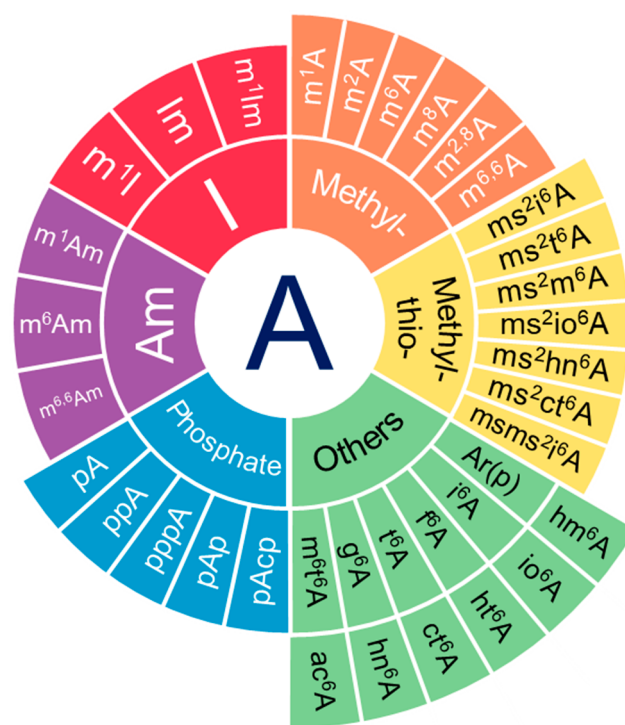 A
Methyl-
m¹A
m²A
m⁶A
m⁸A
m²,⁸A
m⁶,⁶A
Methyl-
thio-
ms²i⁶A
ms²t⁶A
ms²m⁶A
ms²io⁶A
ms²hn⁶A
ms²ct⁶A
msms²i⁶A
Others
Ar(p)
i⁶A
f⁶A
t⁶A
g⁶A
m⁶t⁶A
hm⁶A
io⁶A
ht⁶A
ct⁶A
hn⁶A
ac⁶A
Phosphate
pAcp
pAp
pppA
ppA
pA
Am
m⁶,⁶Am
m⁶Am
m¹Am
I
m¹I
Im
m¹Im